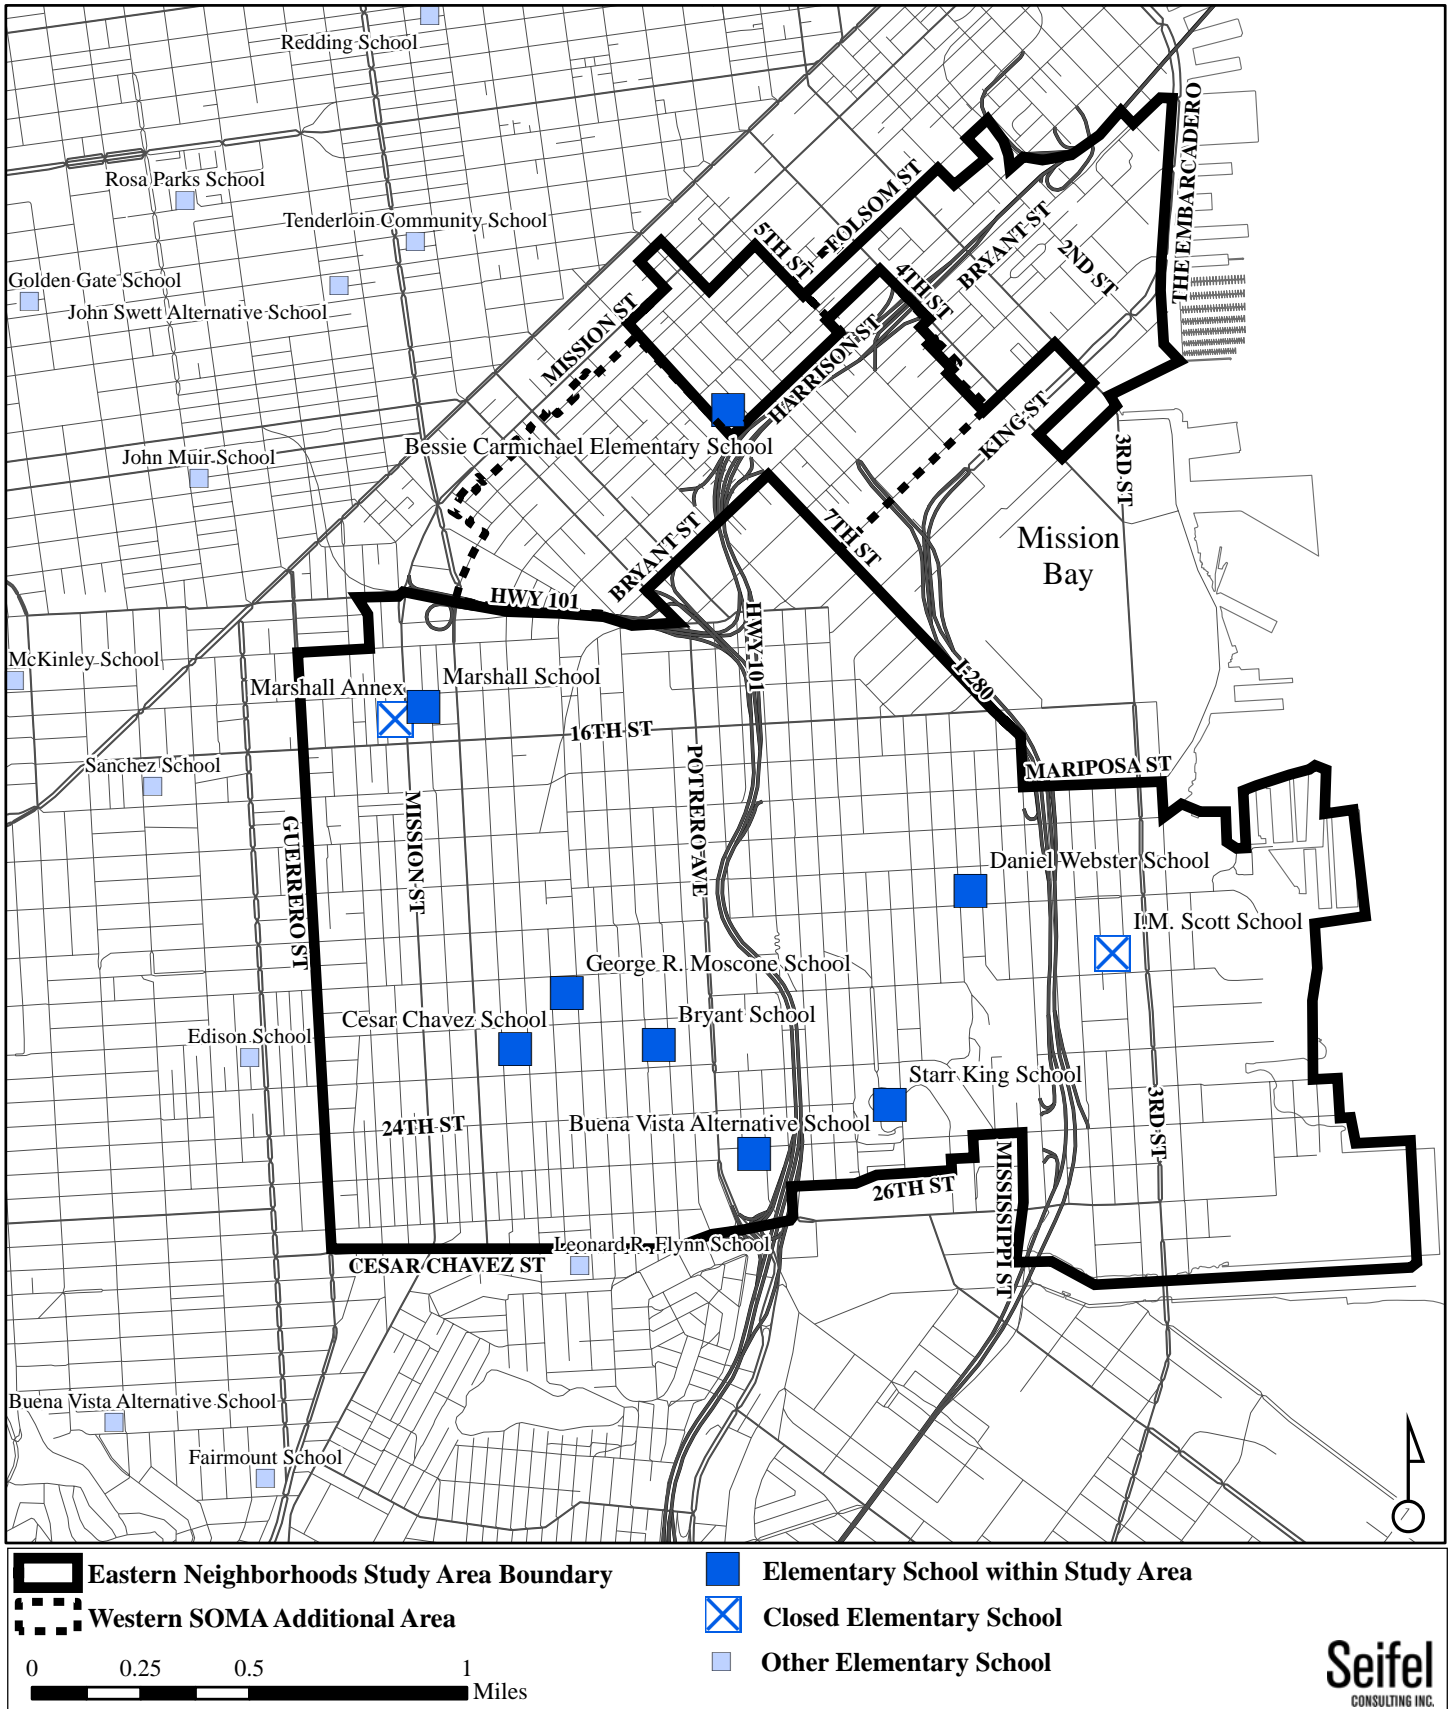 Redding School
Rosa Parks School
Tenderloin Community School
Golden Gate School
John Swett Alternative School
THE EMBARCADERO
FOLSOM ST
5TH ST
BRYANT ST
2ND ST
4TH ST
MISSION ST
HARRISON ST
KING ST
3RD ST
Bessie Carmichael Elementary School
John Muir School
7TH ST
BRYANT ST
Mission
Bay
HWY 101
HWY 101
I-280
McKinley School
Marshall School
Marshall Annex
16TH ST
Sanchez School
MARIPOSA ST
POTRERO AVE
MISSION ST
GUERRERO ST
Daniel Webster School
I.M. Scott School
George R. Moscone School
Cesar Chavez School
Bryant School
Edison School
Starr King School
3RD ST
24TH ST
Buena Vista Alternative School
26TH ST
MISSISSIPPI ST
Leonard R. Flynn School
CESAR CHAVEZ ST
Buena Vista Alternative School
Fairmount School
Eastern Neighborhoods Study Area Boundary
Western SOMA Additional Area
0 0.25 0.5 1
Miles
Elementary School within Study Area
Closed Elementary School
Other Elementary School
Seifel
CONSULTING INC.